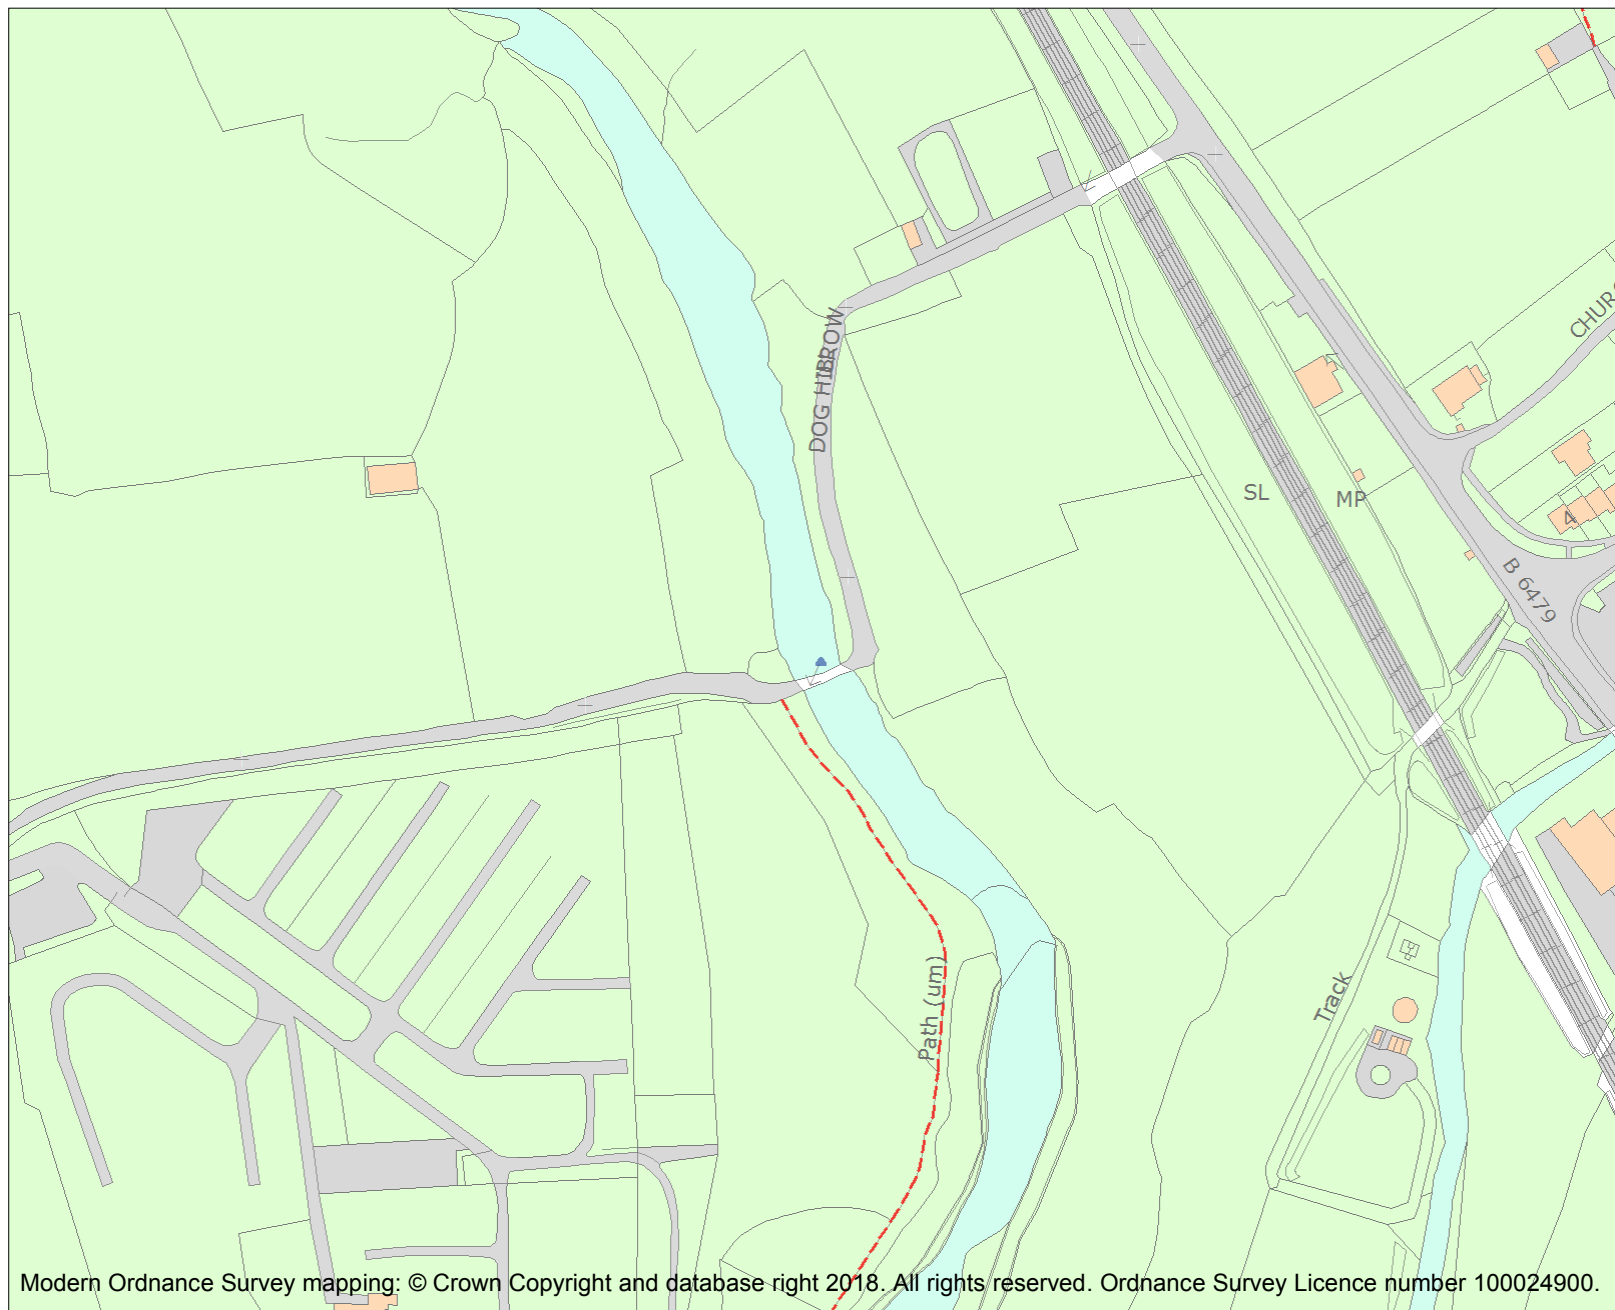 DOG HILL BROW
CHUR
SL
MP
4
B 6479
Path (um)
Track
Modern Ordnance Survey mapping: © Crown Copyright and database right 2018. All rights reserved. Ordnance Survey Licence number 100024900.